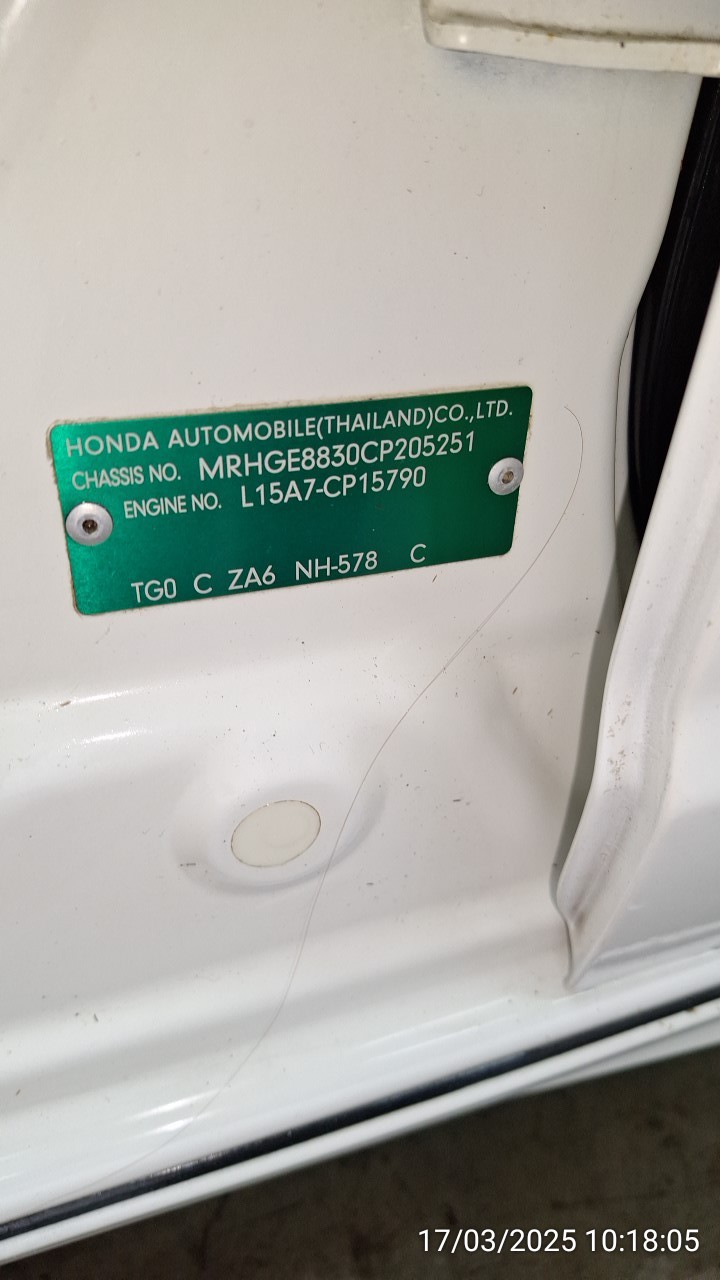 HONDA AUTOMOBILE(THAILAND)CO.,LTD.
CHASSIS NO. MRHGE8830CP205251
ENGINE NO. L15A7-CP15790
TG0 C ZA6 NH-578 C
17/03/2025 10:18:05